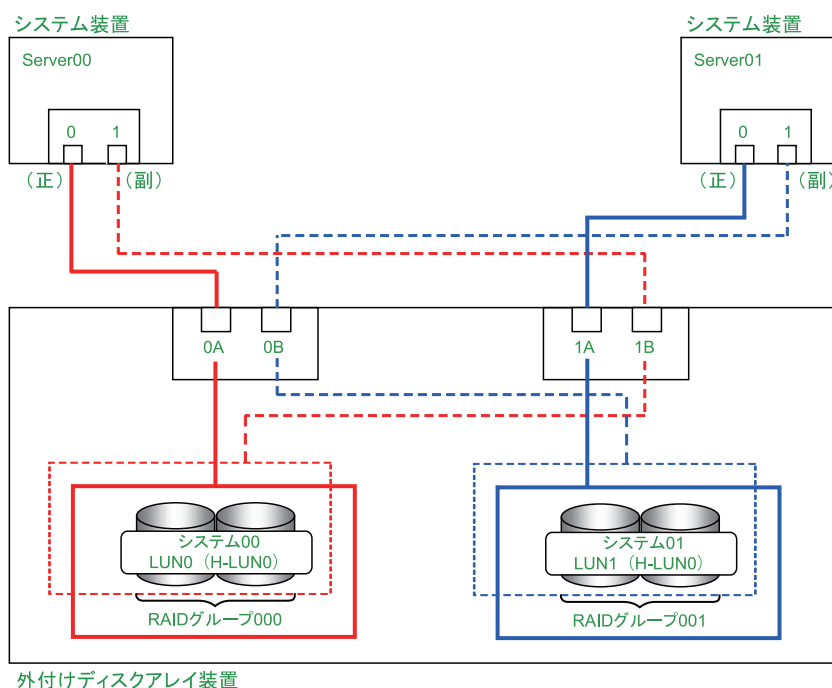 システム装置
システム装置
Server00
Server01
0 1
0 1
（正） （副）
（正） （副）
0A 0B
1A 1B
システム00
LUN0（H-LUN0）
システム01
LUN1（H-LUN0）
RAIDグループ000
RAIDグループ001
外付けディスクアレイ装置